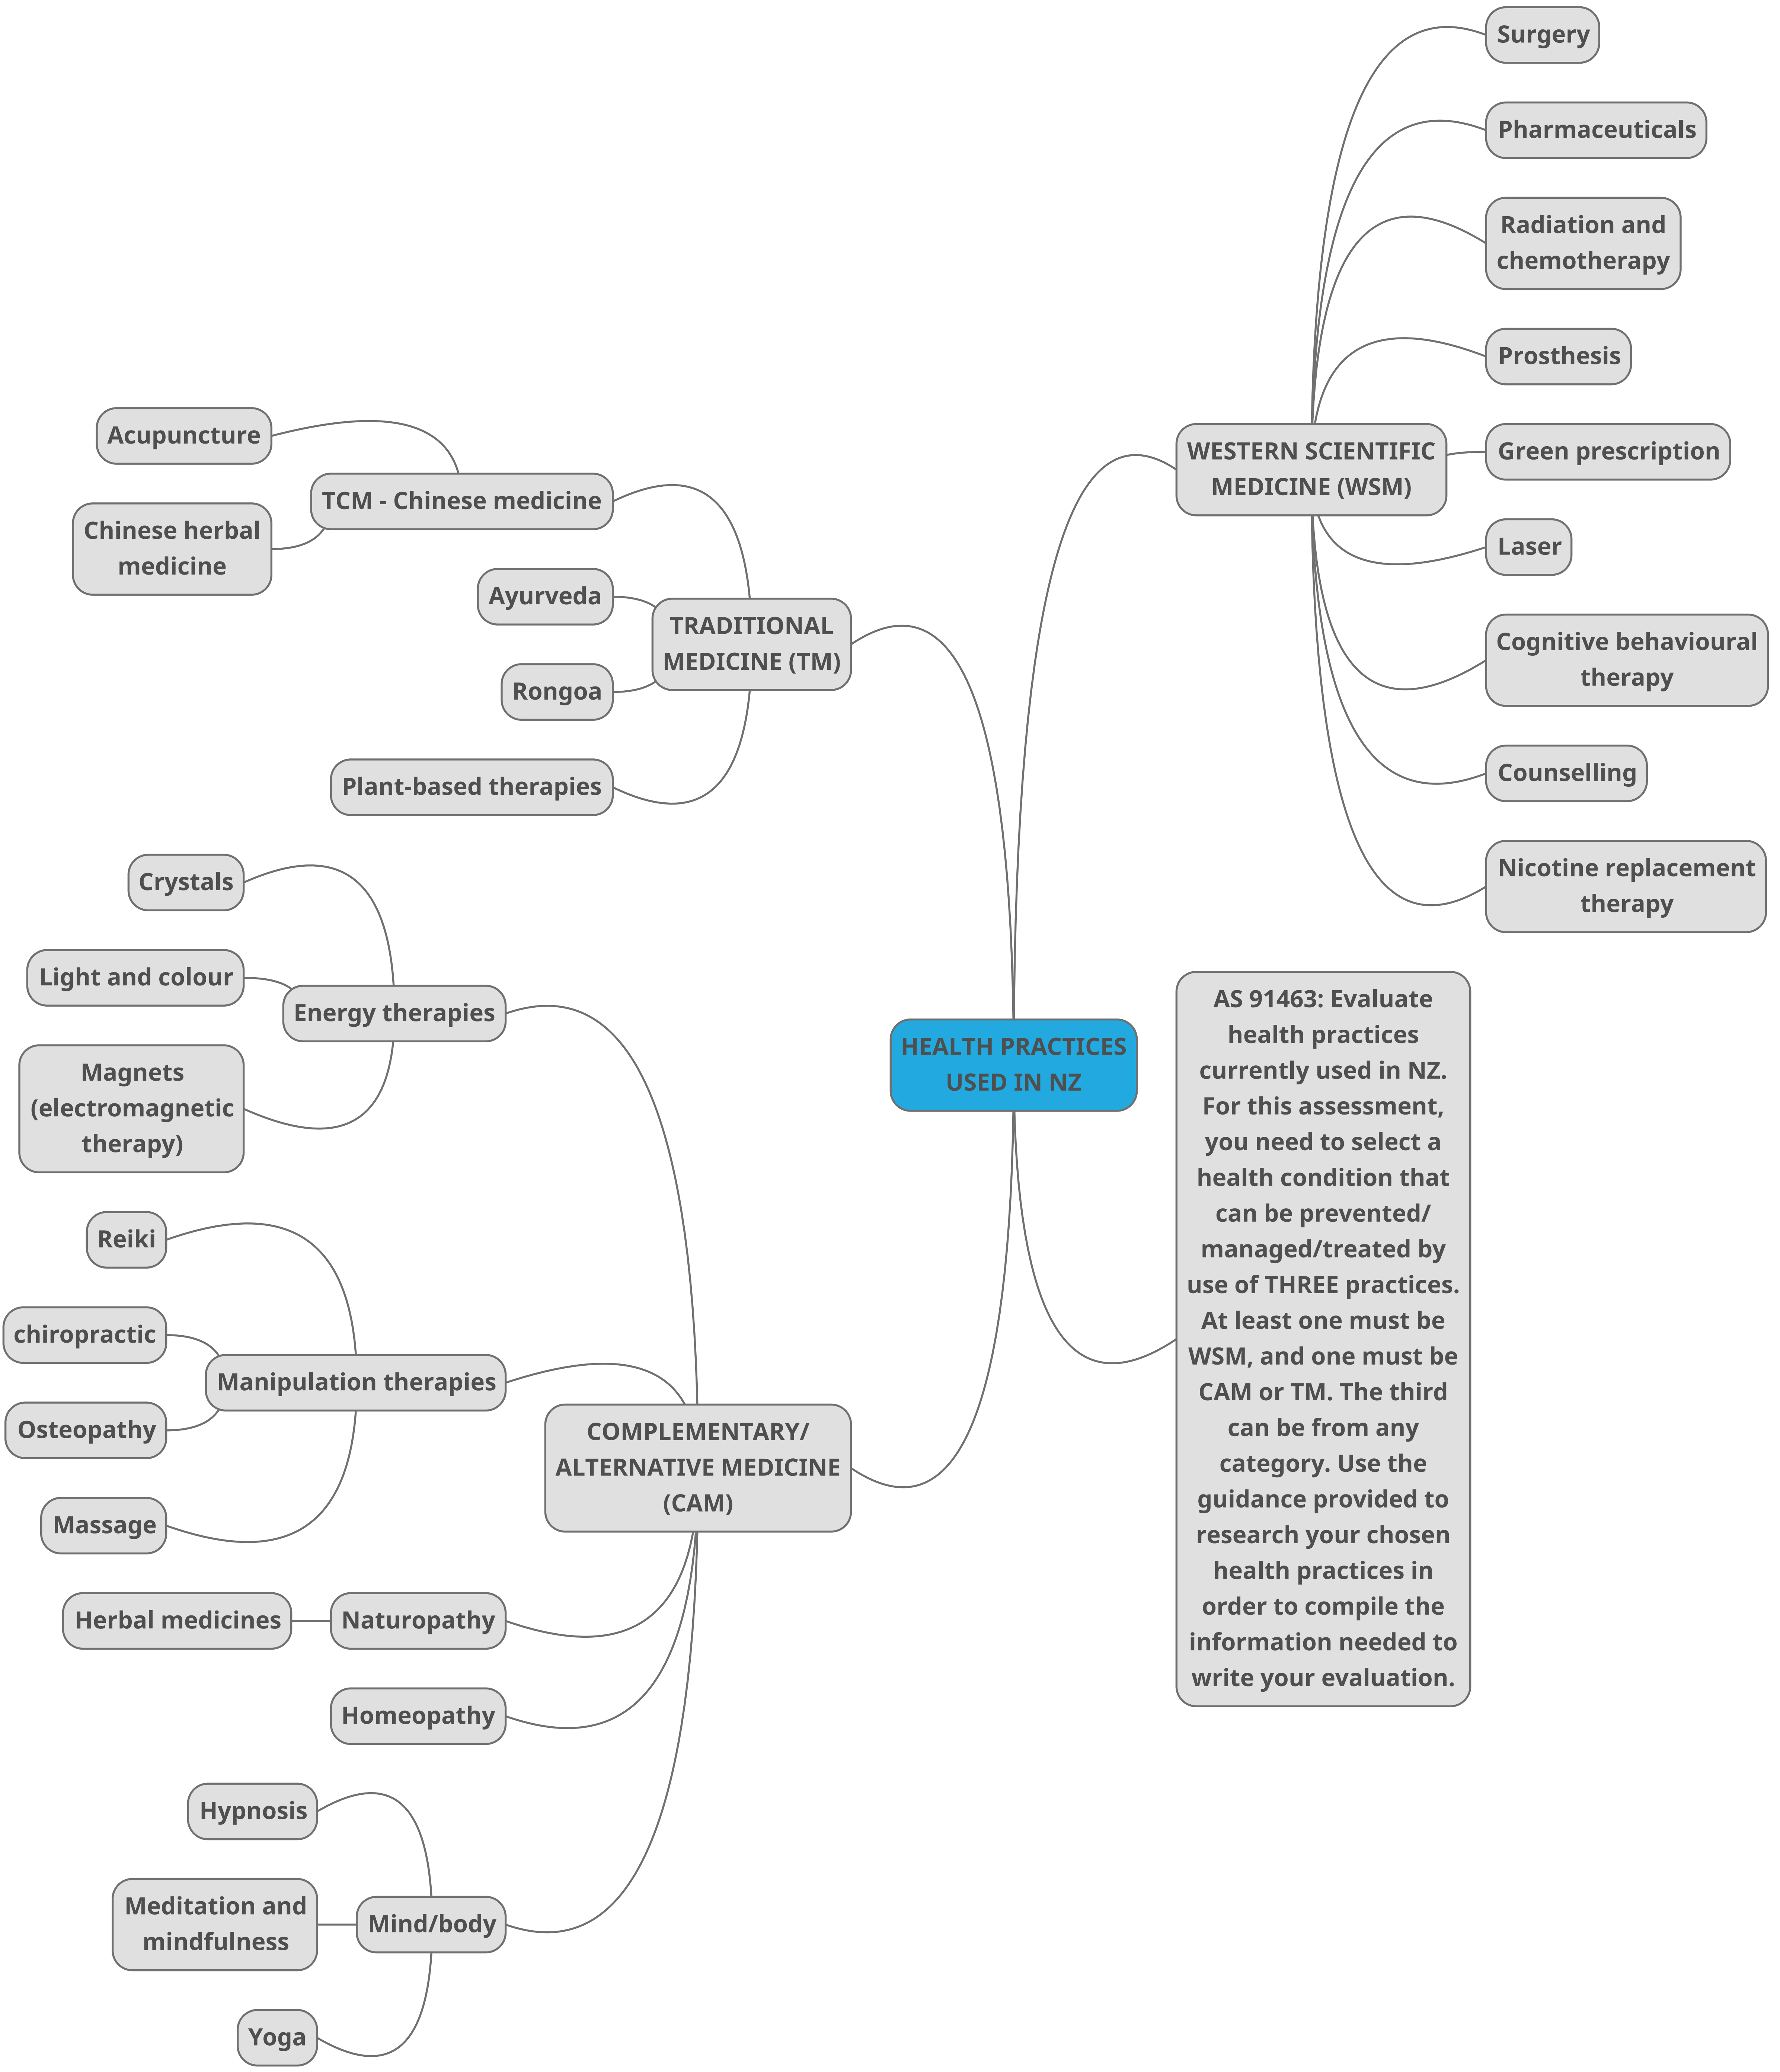 HEALTH PRACTICES
USED IN NZ
WESTERN SCIENTIFIC
MEDICINE (WSM)
Surgery
Pharmaceuticals
Radiation and
chemotherapy
Prosthesis
Green prescription
Laser
Cognitive behavioural
therapy
Counselling
Nicotine replacement
therapy
AS 91463: Evaluate
health practices
currently used in NZ.
For this assessment,
you need to select a
health condition that
can be prevented/
managed/treated by
use of THREE practices.
At least one must be
WSM, and one must be
CAM or TM. The third
can be from any
category. Use the
guidance provided to
research your chosen
health practices in
order to compile the
information needed to
write your evaluation.
TRADITIONAL
MEDICINE (TM)
TCM - Chinese medicine
Acupuncture
Chinese herbal
medicine
Ayurveda
Rongoa
Plant-based therapies
COMPLEMENTARY/
ALTERNATIVE MEDICINE
(CAM)
Energy therapies
Crystals
Light and colour
Magnets
(electromagnetic
therapy)
Manipulation therapies
Reiki
chiropractic
Osteopathy
Massage
Naturopathy
Herbal medicines
Homeopathy
Mind/body
Hypnosis
Meditation and
mindfulness
Yoga